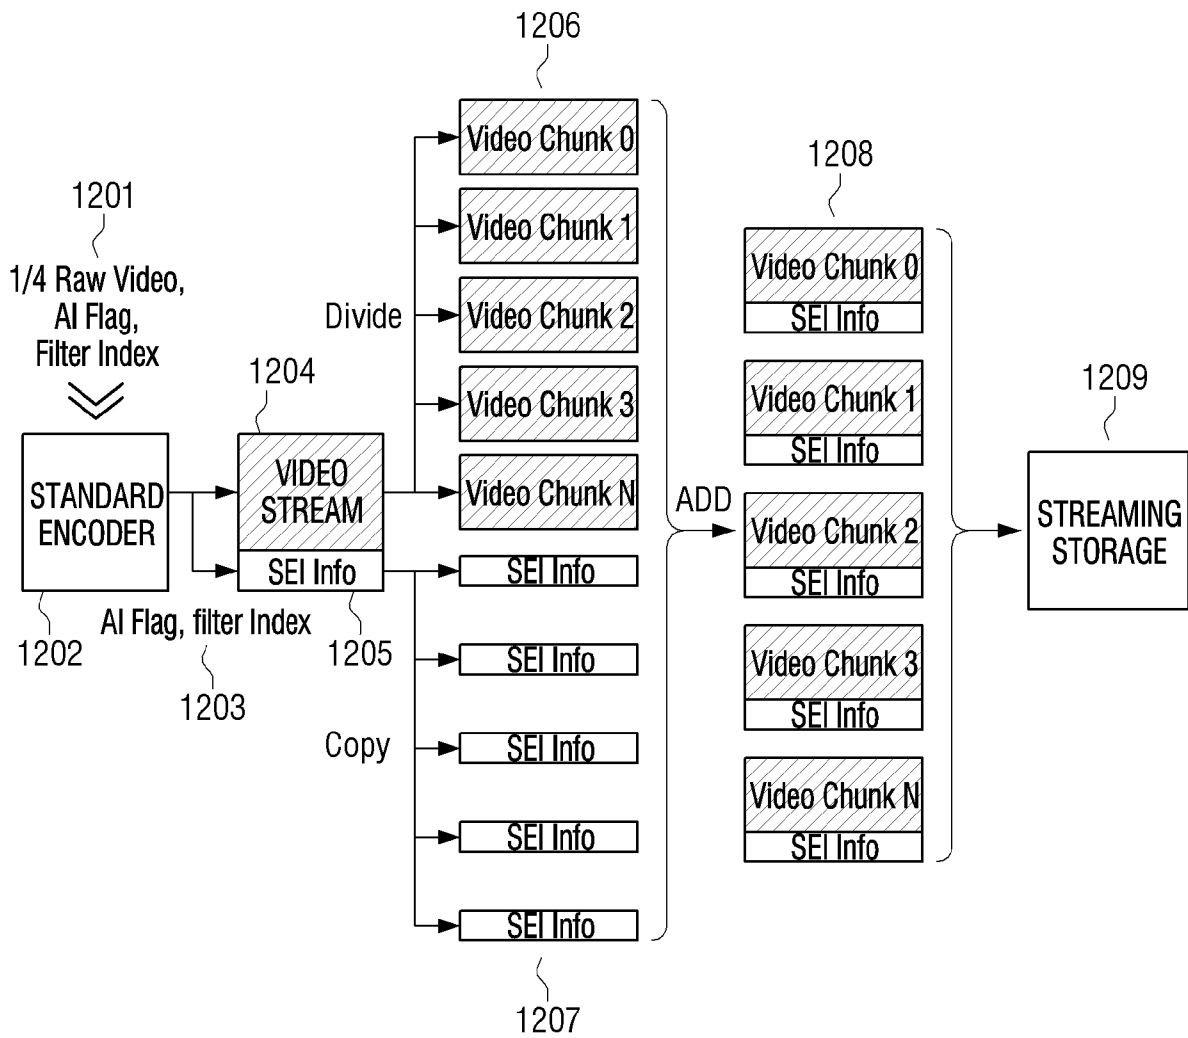 1206
Video Chunk 0
1208
1201
Video Chunk 1
1/4 Raw Video,
AI Flag,
Filter Index
Video Chunk 0
SEI Info
Divide
Video Chunk 2
1204
1209
Video Chunk 3
Video Chunk 1
SEI Info
STANDARD
ENCODER
VIDEO
STREAM
SEI Info
Video Chunk N
ADD
Video Chunk 2
SEI Info
STREAMING
STORAGE
SEI Info
1202
AI Flag, filter Index
1205
1203
SEI Info
Video Chunk 3
SEI Info
Copy
SEI Info
Video Chunk N
SEI Info
SEI Info
SEI Info
1207